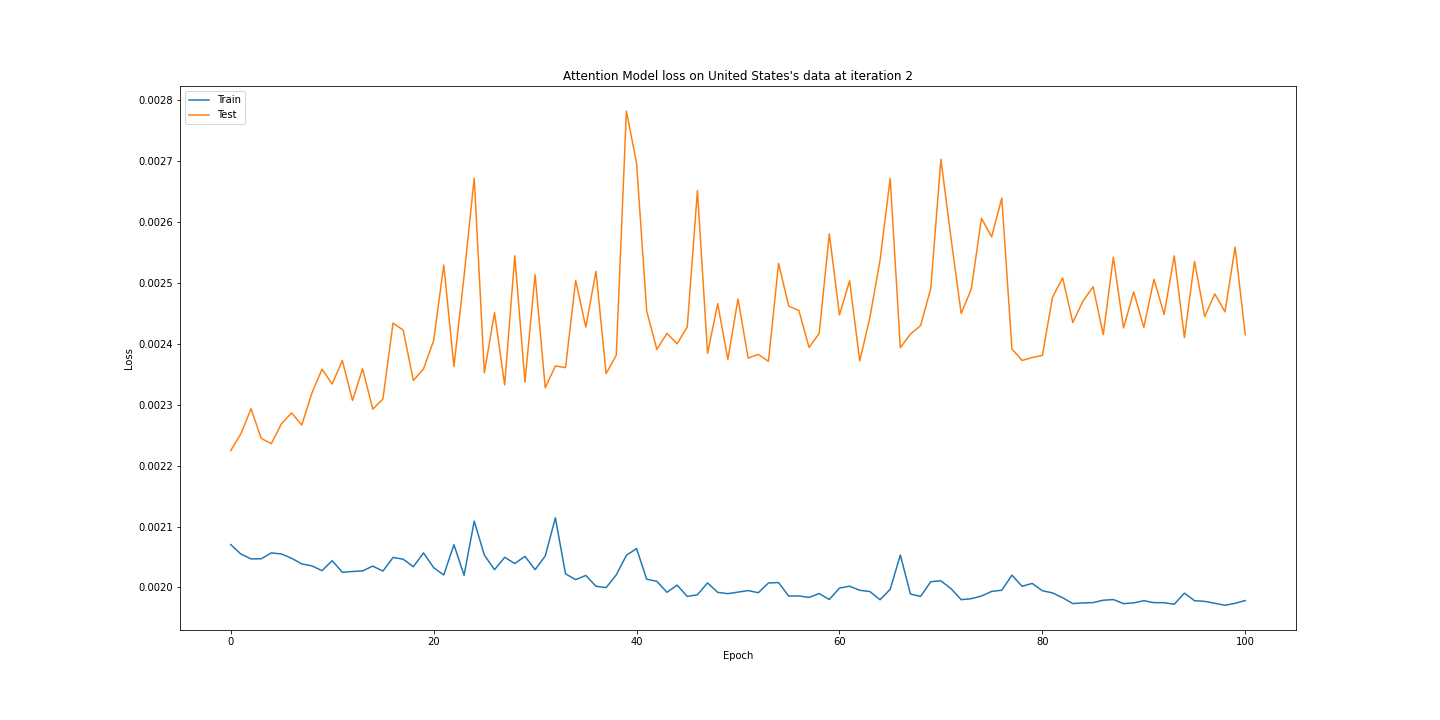 Attention Model loss on United States's data at iteration 2
Train
Test
0.0028
0.0027
0.0026
0.0025
0.0024
0.0023
0.0022
0.0021
0.0020
Loss
0 20 40 60 80 100
Epoch